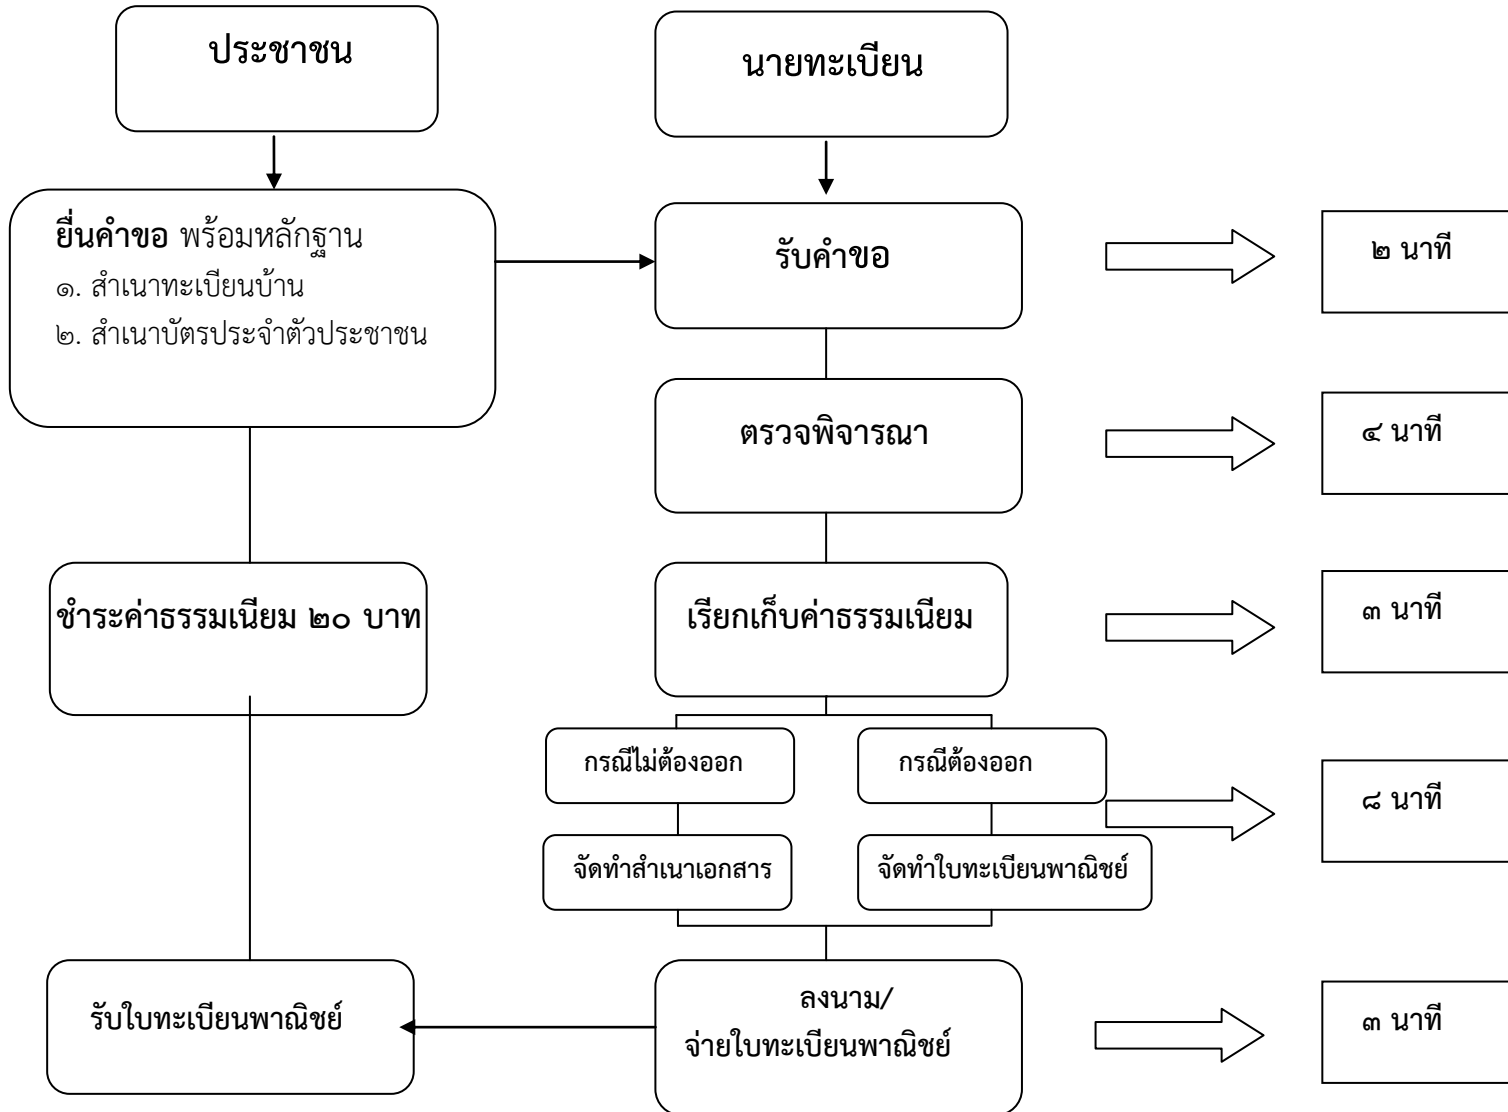 ประชาชน
นายทะเบียน
ยื่นคำขอ พร้อมหลักฐาน
๑. สำเนาทะเบียนบ้าน
๒. สำเนาบัตรประจำตัวประชาชน
รับคำขอ
๒ นาที
ตรวจพิจารณา
๔ นาที
ชำระค่าธรรมเนียม ๒๐ บาท
เรียกเก็บค่าธรรมเนียม
๓ นาที
กรณีไม่ต้องออก
กรณีต้องออก
๘ นาที
จัดทำสำเนาเอกสาร
จัดทำใบทะเบียนพาณิชย์
รับใบทะเบียนพาณิชย์
ลงนาม/
จ่ายใบทะเบียนพาณิชย์
๓ นาที